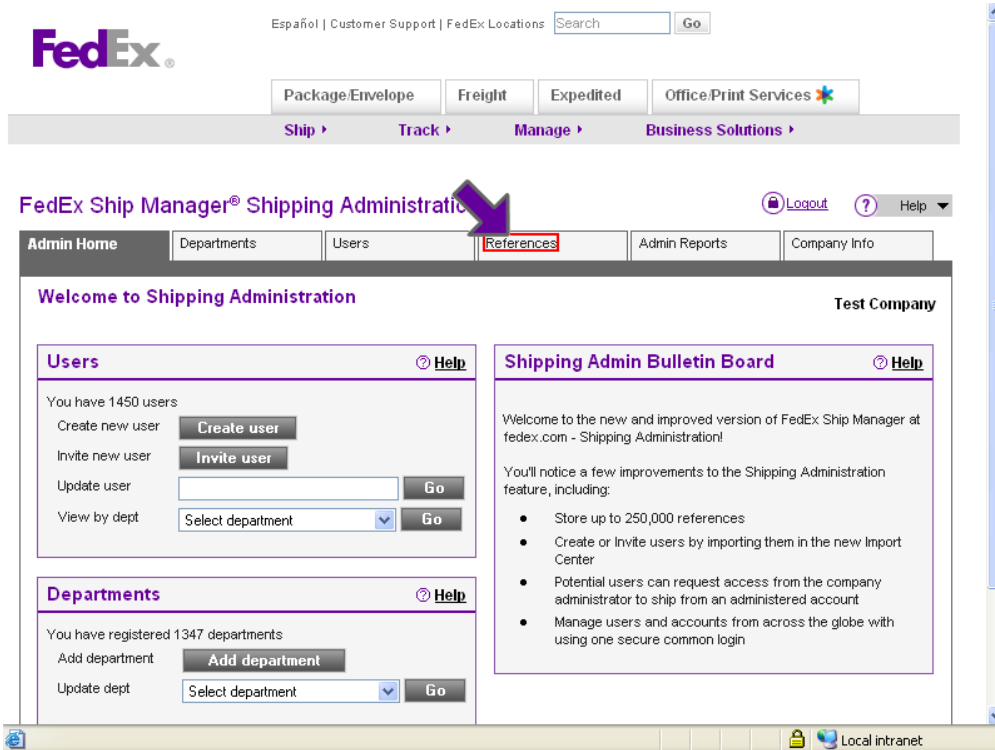 Español | Customer Support | FedEx Locations Search Go
FedEx®
Package/Envelope Freight Expedited Office/Print Services
Ship Track Manage Business Solutions
FedEx Ship Manager® Shipping Administratio
Logout ? Help
Admin Home Departments Users References Admin Reports Company Info
Welcome to Shipping Administration
Test Company
Users ? Help
You have 1450 users
Create new user Create user
Invite new user Invite user
Update user Go
View by dept Select department Go
Departments ? Help
You have registered 1347 departments
Add department Add department
Update dept Select department Go
Shipping Admin Bulletin Board ? Help
Welcome to the new and improved version of FedEx Ship Manager at
fedex.com - Shipping Administration!
You'll notice a few improvements to the Shipping Administration
feature, including:
• Store up to 250,000 references
• Create or Invite users by importing them in the new Import
Center
• Potential users can request access from the company
administrator to ship from an administered account
• Manage users and accounts from across the globe with
using one secure common login
Local intranet